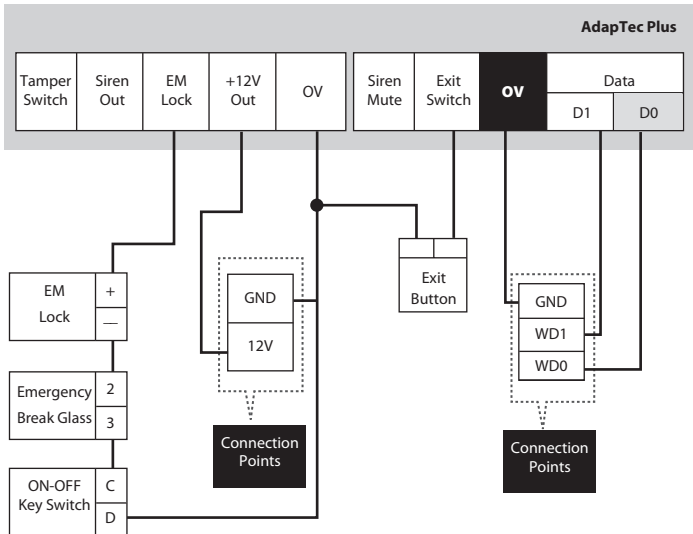 AdapTec Plus
Tamper
Switch
Siren
Out
EM
Lock
+12V
Out
OV
Siren
Mute
Exit
Switch
OV
Data
D1
D0
EM
Lock
+
—
Emergency
Break Glass
2
3
ON-OFF
Key Switch
C
D
GND
12V
Connection
Points
Exit
Button
GND
WD1
WD0
Connection
Points